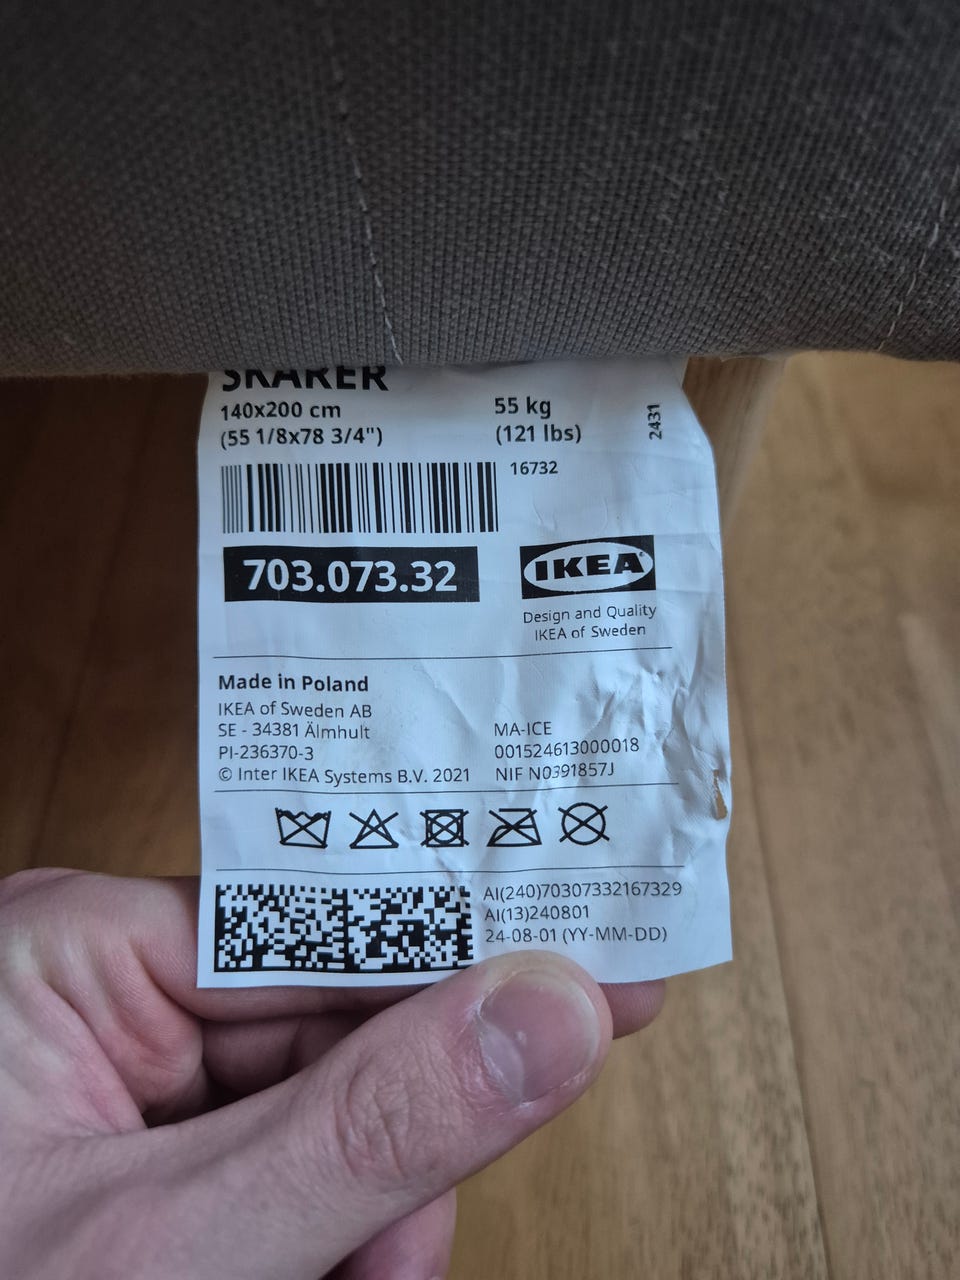 SKÅRER
140x200 cm
(55 1/8x78 3/4")
55 kg
(121 lbs)
2431
16732
703.073.32
IKEA®
Design and Quality
IKEA of Sweden
Made in Poland
IKEA of Sweden AB
SE - 34381 Älmhult
PI-236370-3
© Inter IKEA Systems B.V. 2021
MA-ICE
001524613000018
NIF N0391857J
AI(240)70307332167329
AI(13)240801
24-08-01 (YY-MM-DD)